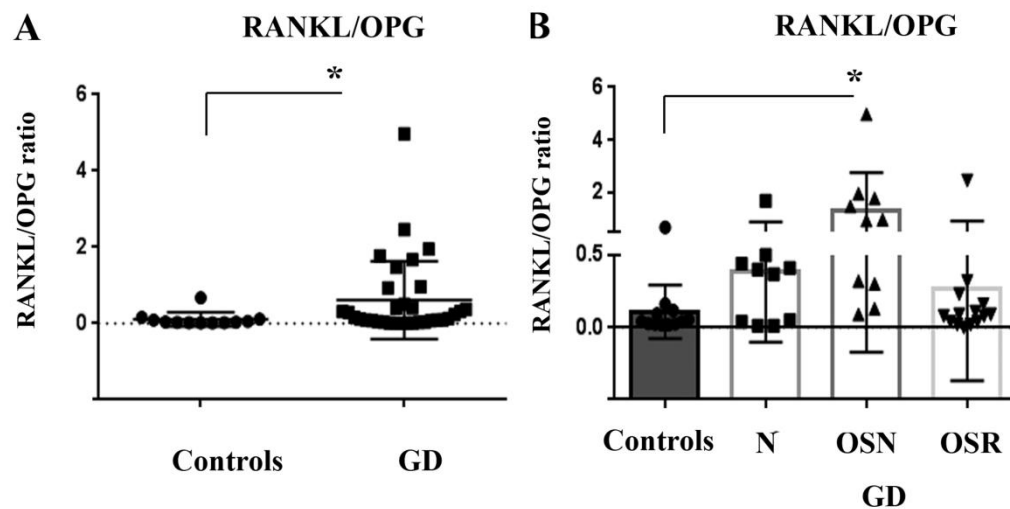 A
RANKL/OPG
*
RANKL/OPG ratio
6
4
2
0
Controls
GD
B
RANKL/OPG
*
RANKL/OPG ratio
6
4
2
0.5
0.0
Controls
N
OSN
OSR
GD